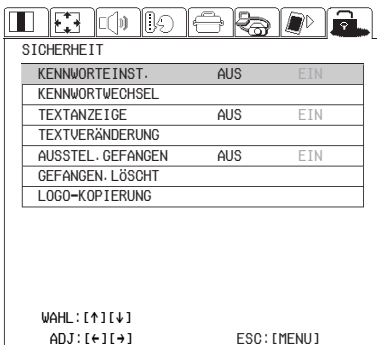 SICHERHEIT
KENNWORTEINST. AUS EIN
KENNWORTWECHSEL
TEXTANZEIGE AUS EIN
TEXTVERÄNDERUNG
AUSSTEL.GEFANGEN AUS EIN
GEFANGEN.LÖSCHT
LOGO-KOPIERUNG
WAHL:[↑][↓]
ADJ:[←][→] ESC:[MENU]